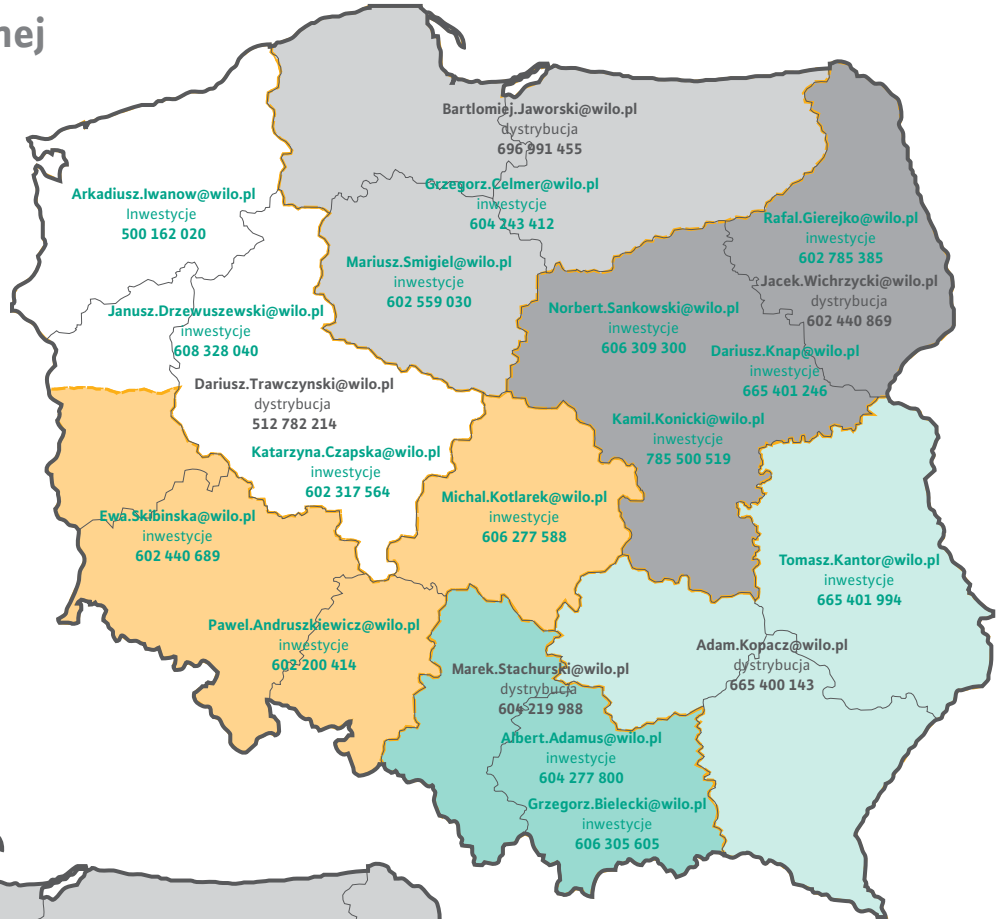 nej
Bartlomiej.Jaworski@wilo.pl
dystrybucja
696 991 455
Arkadiusz.Iwanow@wilo.pl
Inwestycje
500 162 020
Grzegorz.Celmer@wilo.pl
inwestycje
604 243 412
Rafal.Gierejko@wilo.pl
inwestycje
602 785 385
Mariusz.Smigiel@wilo.pl
inwestycje
602 559 030
Jacek.Wichrzycki@wilo.pl
dystrybucja
602 440 869
Janusz.Drzewuszewski@wilo.pl
inwestycje
608 328 040
Norbert.Sankowski@wilo.pl
inwestycje
606 309 300
Dariusz.Knap@wilo.pl
inwestycje
665 401 246
Dariusz.Trawczynski@wilo.pl
dystrybucja
512 782 214
Kamil.Konicki@wilo.pl
inwestycje
785 500 519
Katarzyna.Czapska@wilo.pl
inwestycje
602 317 564
Michal.Kotlarek@wilo.pl
inwestycje
606 277 588
Ewa.Skibinska@wilo.pl
inwestycje
602 440 689
Tomasz.Kantor@wilo.pl
inwestycje
665 401 994
Pawel.Andruszkiewicz@wilo.pl
inwestycje
602 200 414
Adam.Kopacz@wilo.pl
dystrybucja
665 400 143
Marek.Stachurski@wilo.pl
dystrybucja
604 219 988
Albert.Adamus@wilo.pl
inwestycje
604 277 800
Grzegorz.Bielecki@wilo.pl
inwestycje
606 305 605